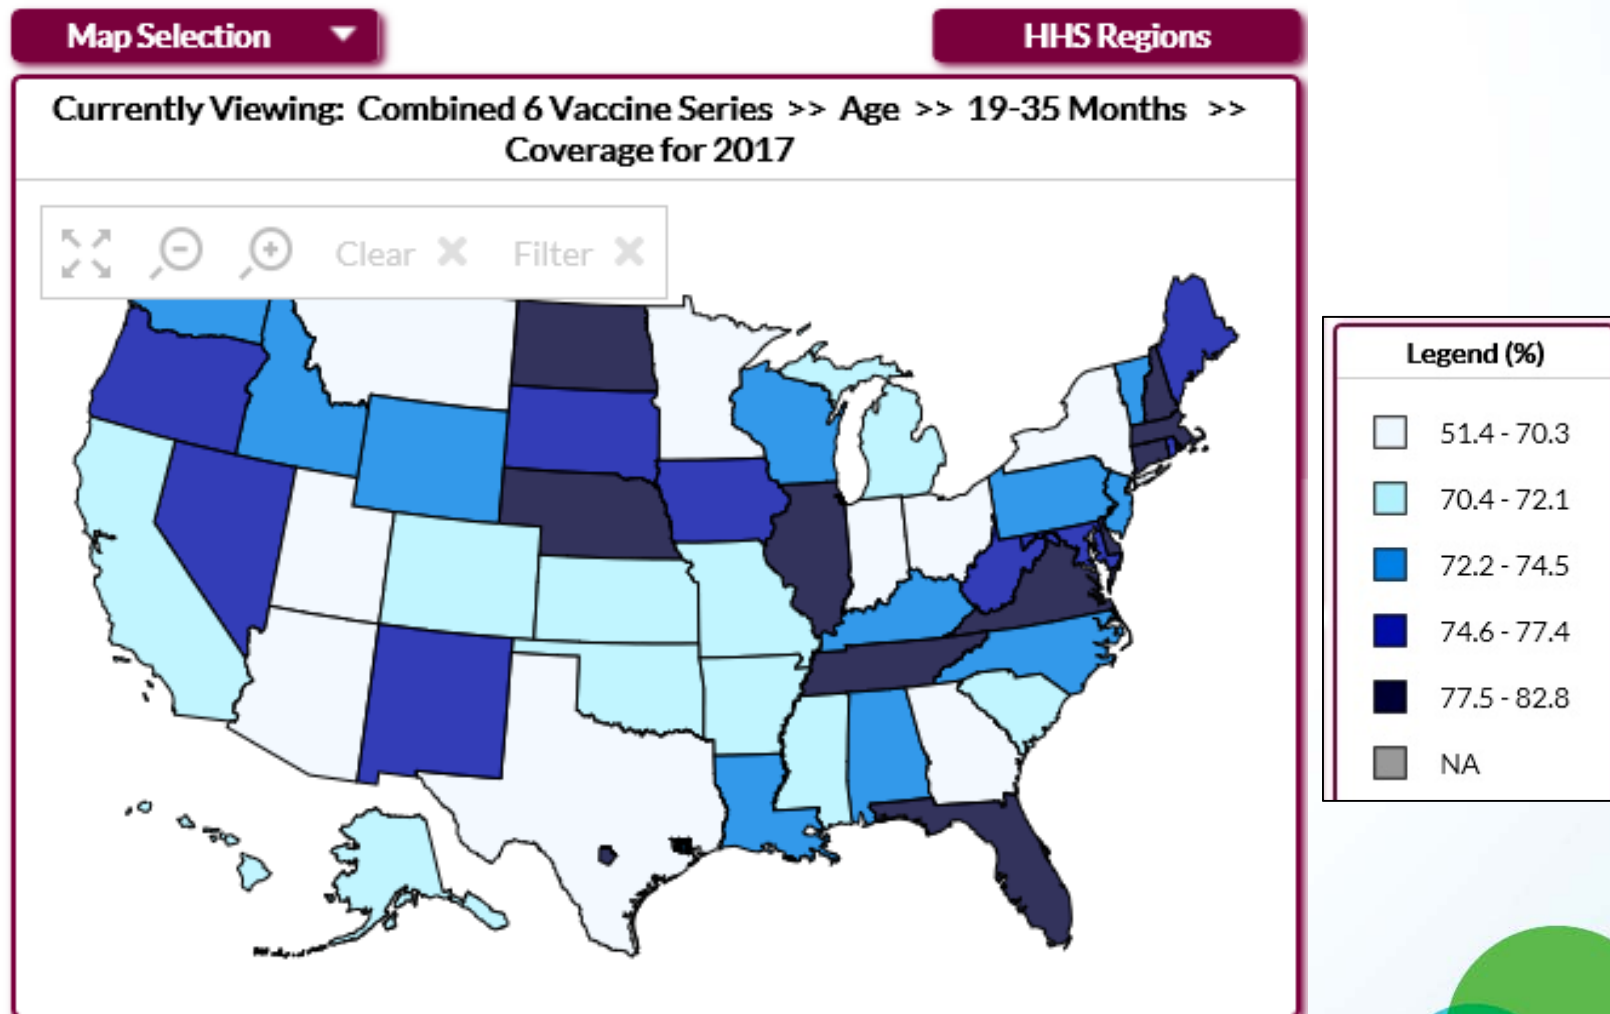 Map Selection
HHS Regions
Currently Viewing: Combined 6 Vaccine Series >> Age >> 19-35 Months >>
Coverage for 2017
Clear
Filter
Legend (%)
51.4 - 70.3
70.4 - 72.1
72.2 - 74.5
74.6 - 77.4
77.5 - 82.8
NA